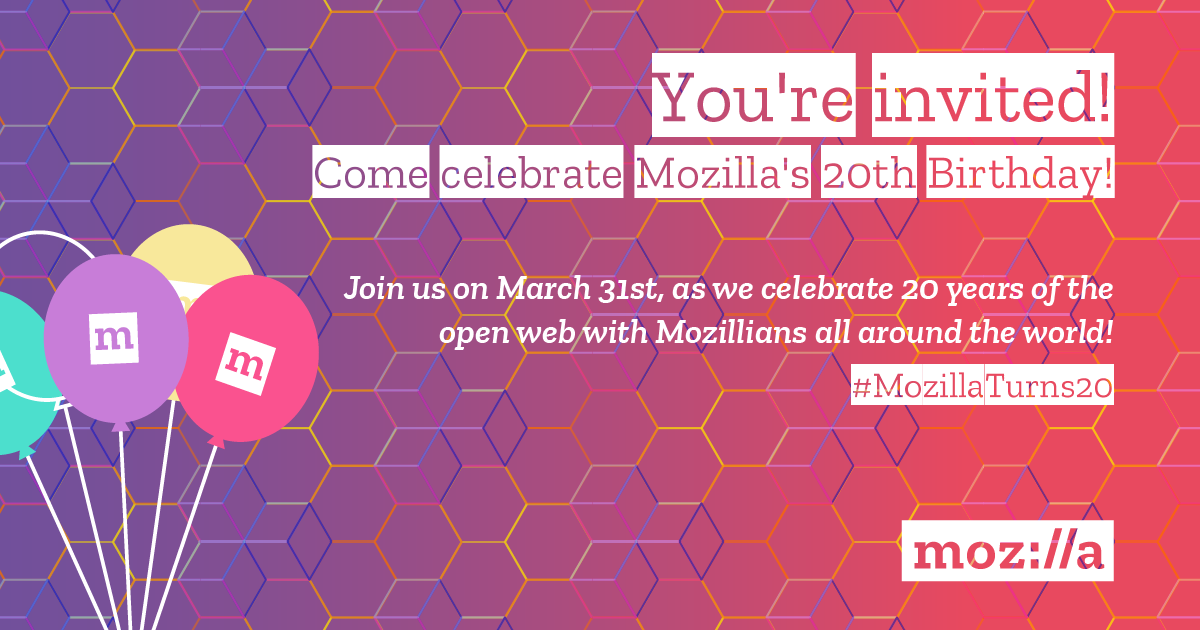 You're invited!
Come celebrate Mozilla's 20th Birthday!
Join us on March 31st, as we celebrate 20 years of the
open web with Mozillians all around the world!
#MozillaTurns20
m
m
moz://a